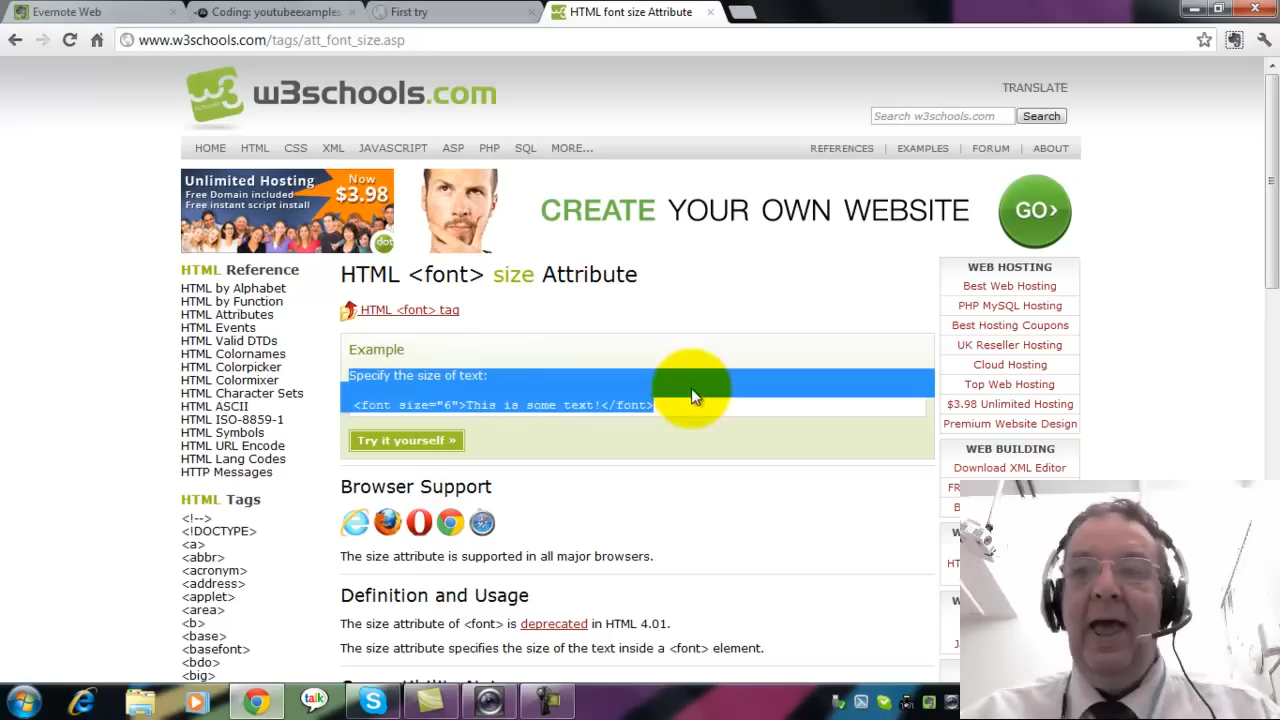 Evernote Web
Coding: youtubeexamples
First try
HTML font size Attribute
www.w3schools.com/tags/att_font_size.asp
w3schools.com
TRANSLATE
Search w3schools.com
Search
HOME HTML CSS XML JAVASCRIPT ASP PHP SQL MORE...
REFERENCES | EXAMPLES | FORUM | ABOUT
Unlimited Hosting
Free Domain included
Free instant script install
Now
$3.98
dot
CREATE YOUR OWN WEBSITE
GO›
HTML Reference
HTML by Alphabet
HTML by Function
HTML Attributes
HTML Events
HTML Valid DTDs
HTML Colornames
HTML Colorpicker
HTML Colormixer
HTML Character Sets
HTML ASCII
HTML ISO-8859-1
HTML Symbols
HTML URL Encode
HTML Lang Codes
HTTP Messages
HTML Tags
<!-->
<!DOCTYPE>
<a>
<abbr>
<acronym>
<address>
<applet>
<area>
<b>
<base>
<basefont>
<bdo>
<big>
HTML <font> size Attribute
HTML <font> tag
Example
Specify the size of text:
<font size="6">This is some text!</font>
Try it yourself »
Browser Support
The size attribute is supported in all major browsers.
Definition and Usage
The size attribute of <font> is deprecated in HTML 4.01.
The size attribute specifies the size of the text inside a <font> element.
WEB HOSTING
Best Web Hosting
PHP MySQL Hosting
Best Hosting Coupons
UK Reseller Hosting
Cloud Hosting
Top Web Hosting
$3.98 Unlimited Hosting
Premium Website Design
WEB BUILDING
Download XML Editor
talk